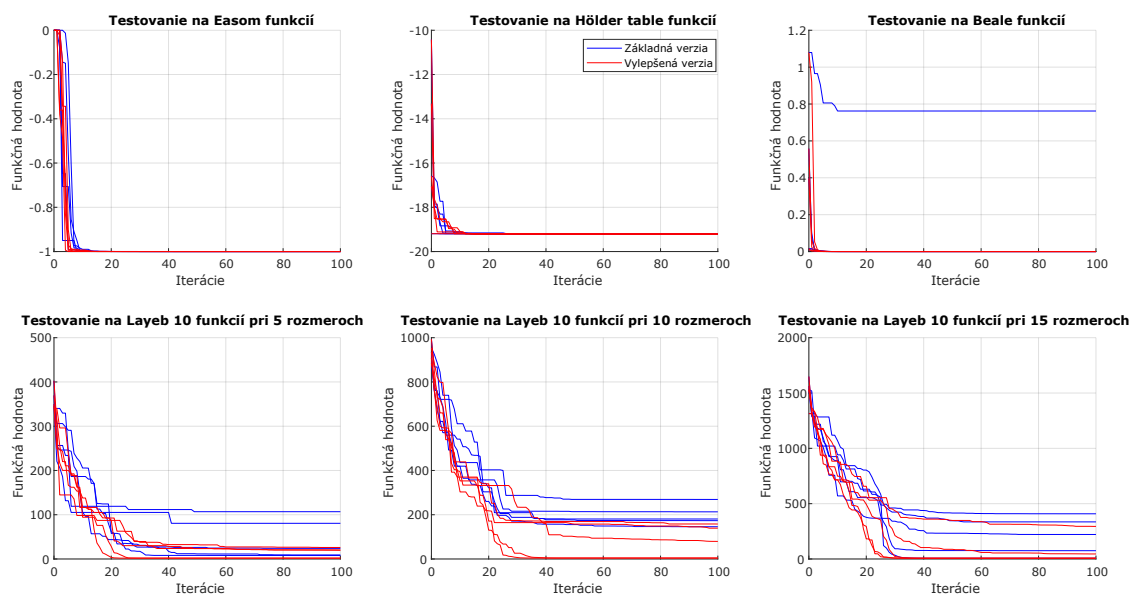 Testovanie na Easom funkcií
Funkčná hodnota
0
-0.2
-0.4
-0.6
-0.8
-1
0 20 40 60 80 100
Iterácie
Testovanie na Hölder table funkcií
Základná verzia
Vylepšená verzia
Funkčná hodnota
-10
-12
-14
-16
-18
-20
0 20 40 60 80 100
Iterácie
Testovanie na Beale funkcií
Funkčná hodnota
1.2
1
0.8
0.6
0.4
0.2
0
0 20 40 60 80 100
Iterácie
Testovanie na Layeb 10 funkcií pri 5 rozmeroch
Funkčná hodnota
500
400
300
200
100
0
0 20 40 60 80 100
Iterácie
Testovanie na Layeb 10 funkcií pri 10 rozmeroch
Funkčná hodnota
1000
800
600
400
200
0
0 20 40 60 80 100
Iterácie
Testovanie na Layeb 10 funkcií pri 15 rozmeroch
Funkčná hodnota
2000
1500
1000
500
0
0 20 40 60 80 100
Iterácie